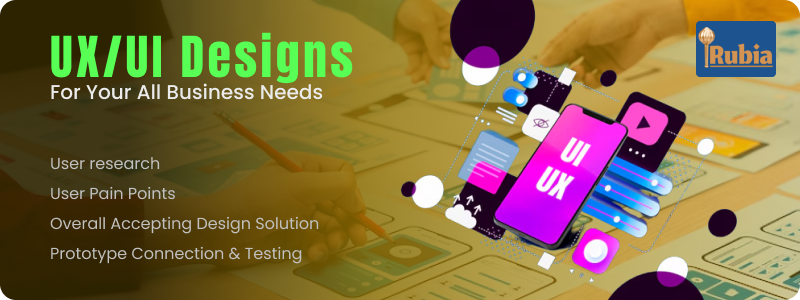 UX/UI Designs
For Your All Business Needs
Rubia
User research
User Pain Points
Overall Accepting Design Solution
Prototype Connection & Testing
UI
UX